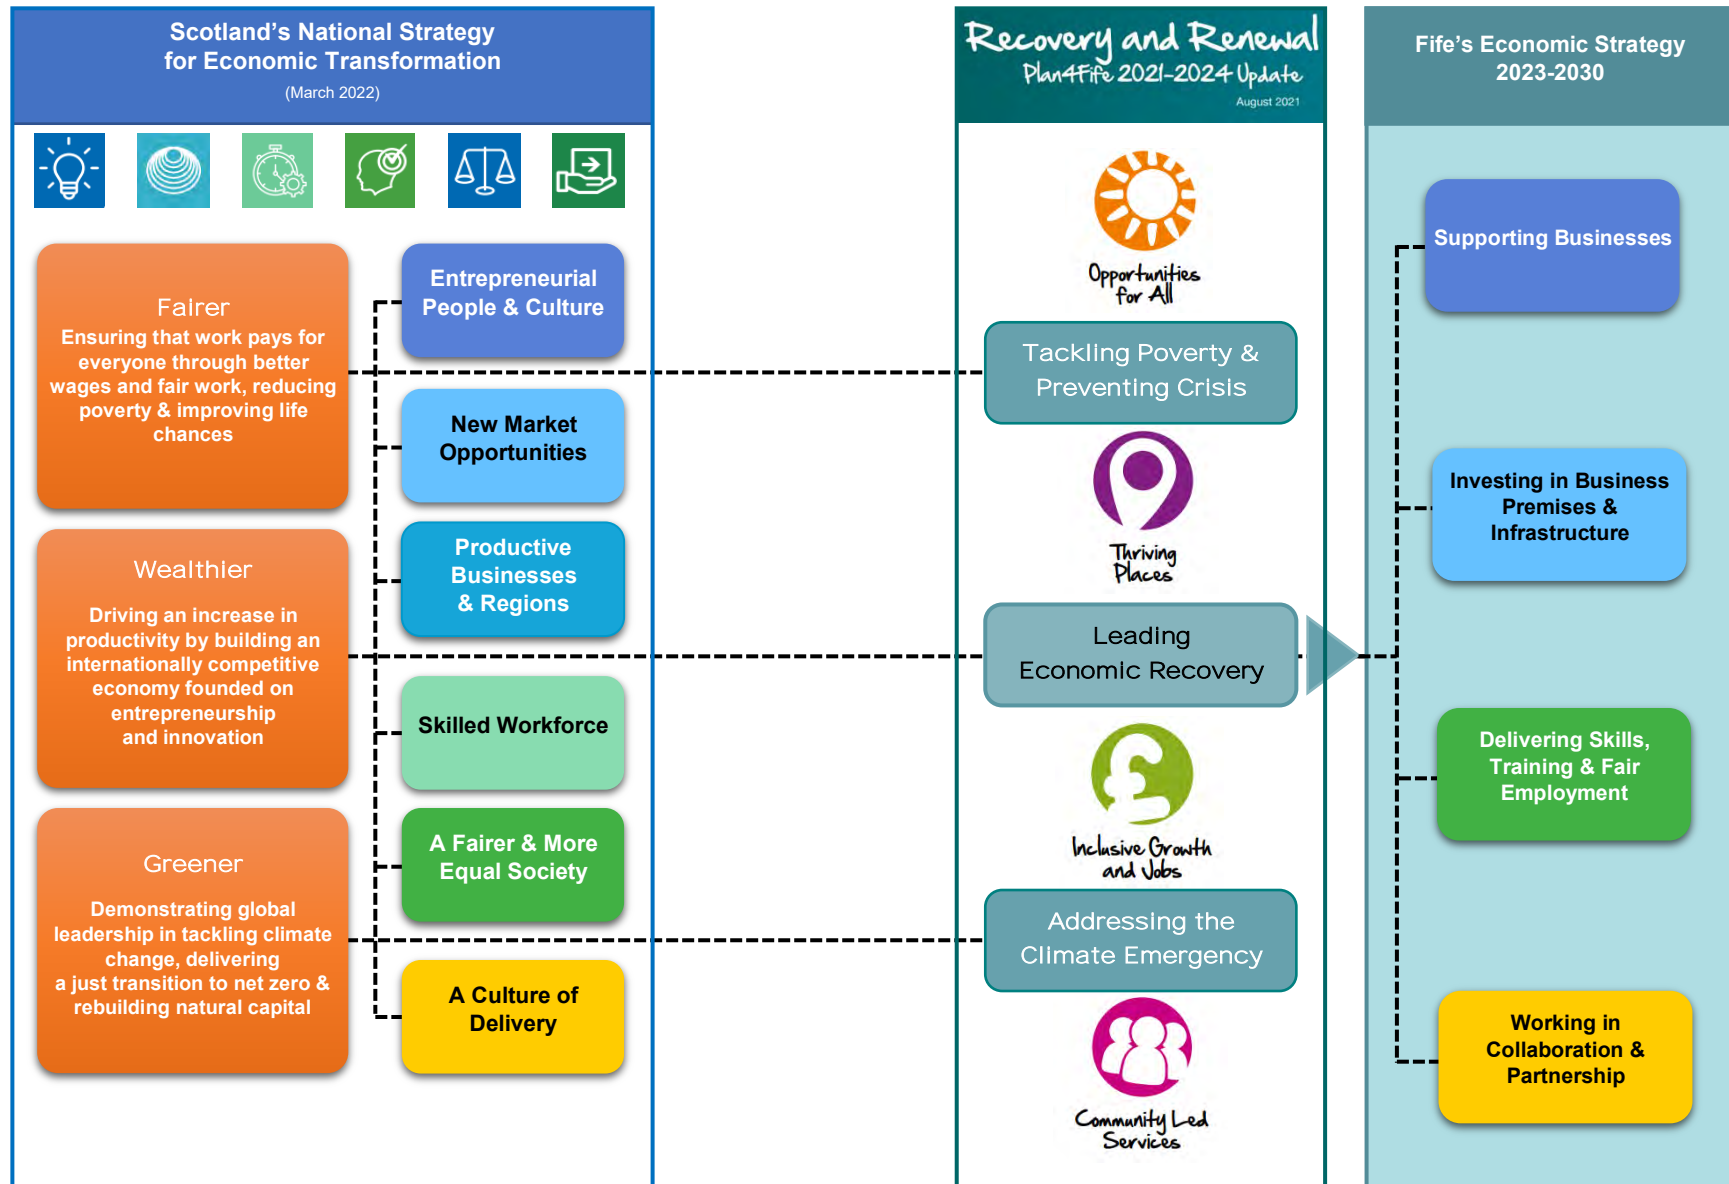 Scotland’s National Strategy
for Economic Transformation
(March 2022)
Fairer
Ensuring that work pays for
everyone through better
wages and fair work, reducing
poverty & improving life
chances
Wealthier
Driving an increase in
productivity by building an
internationally competitive
economy founded on
entrepreneurship
and innovation
Greener
Demonstrating global
leadership in tackling climate
change, delivering
a just transition to net zero &
rebuilding natural capital
Entrepreneurial
People & Culture
New Market
Opportunities
Productive
Businesses
& Regions
Skilled Workforce
A Fairer & More
Equal Society
A Culture of
Delivery
Recovery and Renewal
Plan4Fife 2021-2024 Update
August 2021
Opportunities
for All
Tackling Poverty &
Preventing Crisis
Thriving
Places
Leading
Economic Recovery
Inclusive Growth
and Jobs
Addressing the
Climate Emergency
Community Led
Services
Fife’s Economic Strategy
2023-2030
Supporting Businesses
Investing in Business
Premises &
Infrastructure
Delivering Skills,
Training & Fair
Employment
Working in
Collaboration &
Partnership